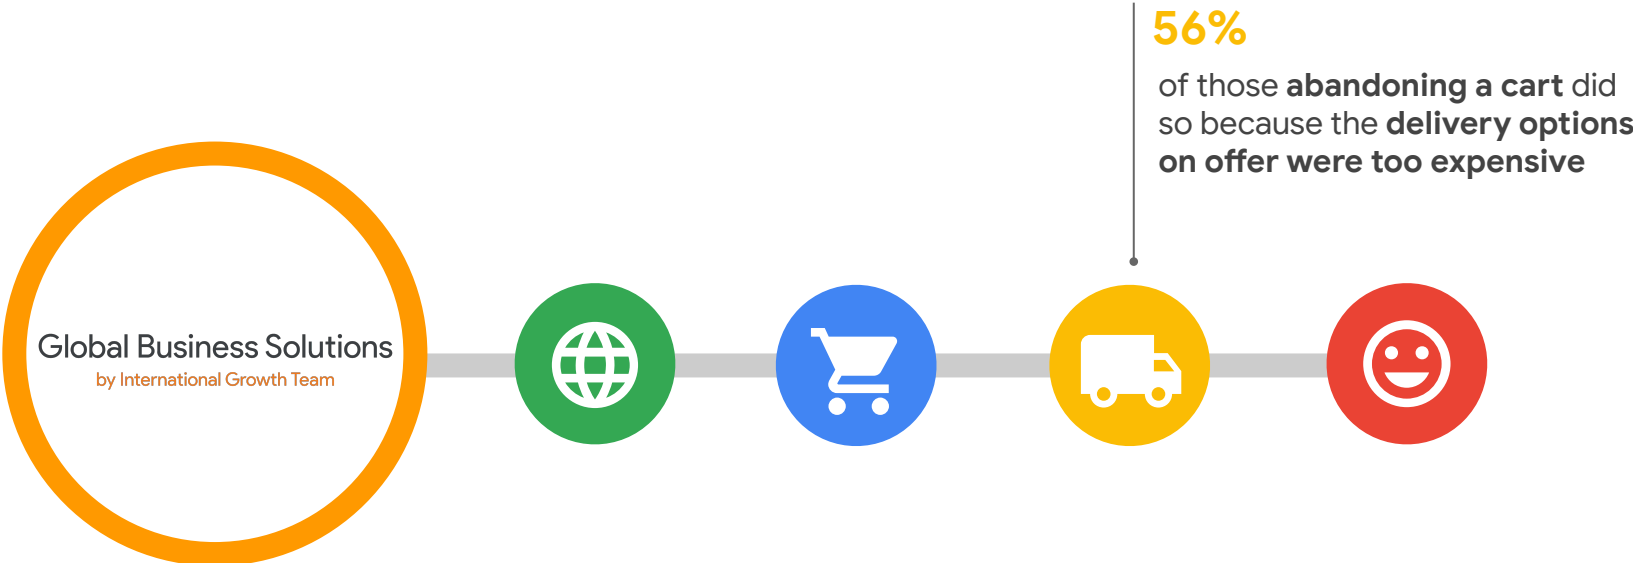 56%
of those abandoning a cart did
so because the delivery options
on offer were too expensive
Global Business Solutions
by International Growth Team